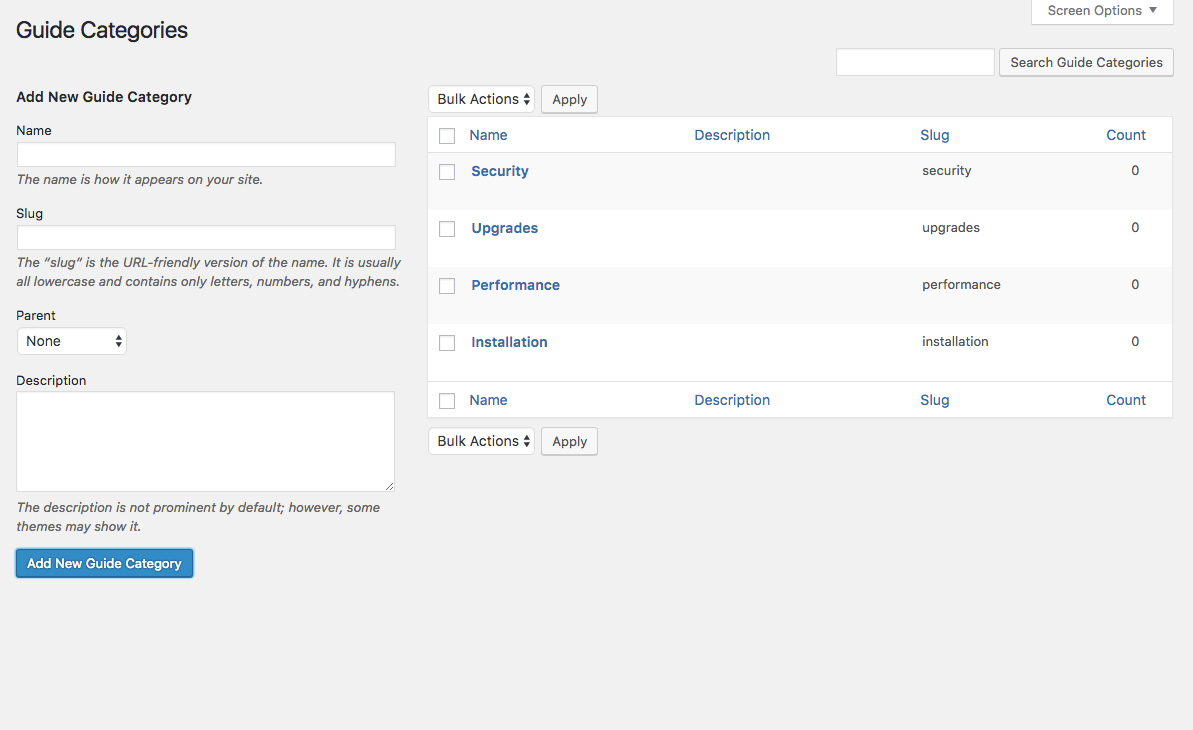 Screen Options
Guide Categories
Search Guide Categories
Add New Guide Category
Name
The name is how it appears on your site.
Slug
The “slug” is the URL-friendly version of the name. It is usually
all lowercase and contains only letters, numbers, and hyphens.
Parent
None
Description
The description is not prominent by default; however, some
themes may show it.
Add New Guide Category
Bulk Actions Apply
Name Description Slug Count
Security security 0
Upgrades upgrades 0
Performance performance 0
Installation installation 0
Name Description Slug Count
Bulk Actions Apply